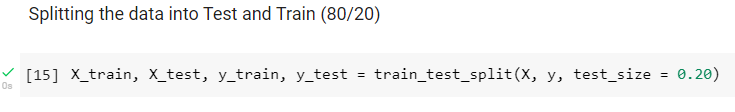 Splitting the data into Test and Train (80/20)
[15] X_train, X_test, y_train, y_test = train_test_split(X, y, test_size = 0.20)
0s